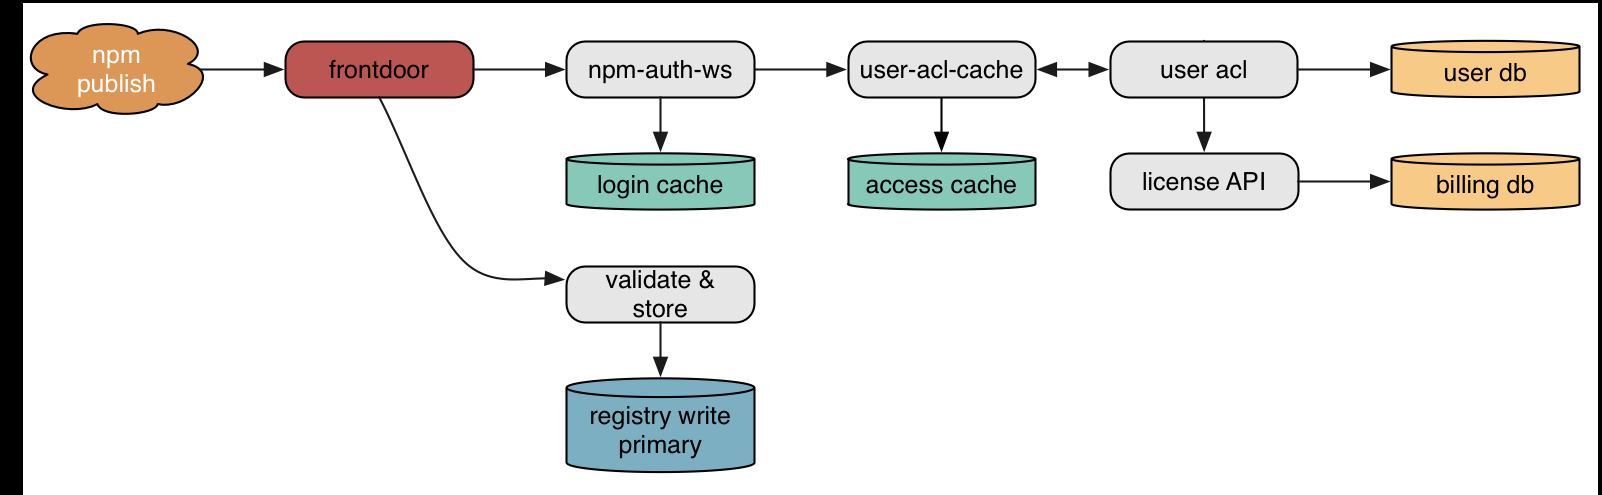 npm
publish
frontdoor
npm-auth-ws
user-acl-cache
user acl
user db
login cache
access cache
license API
billing db
validate &
store
registry write
primary